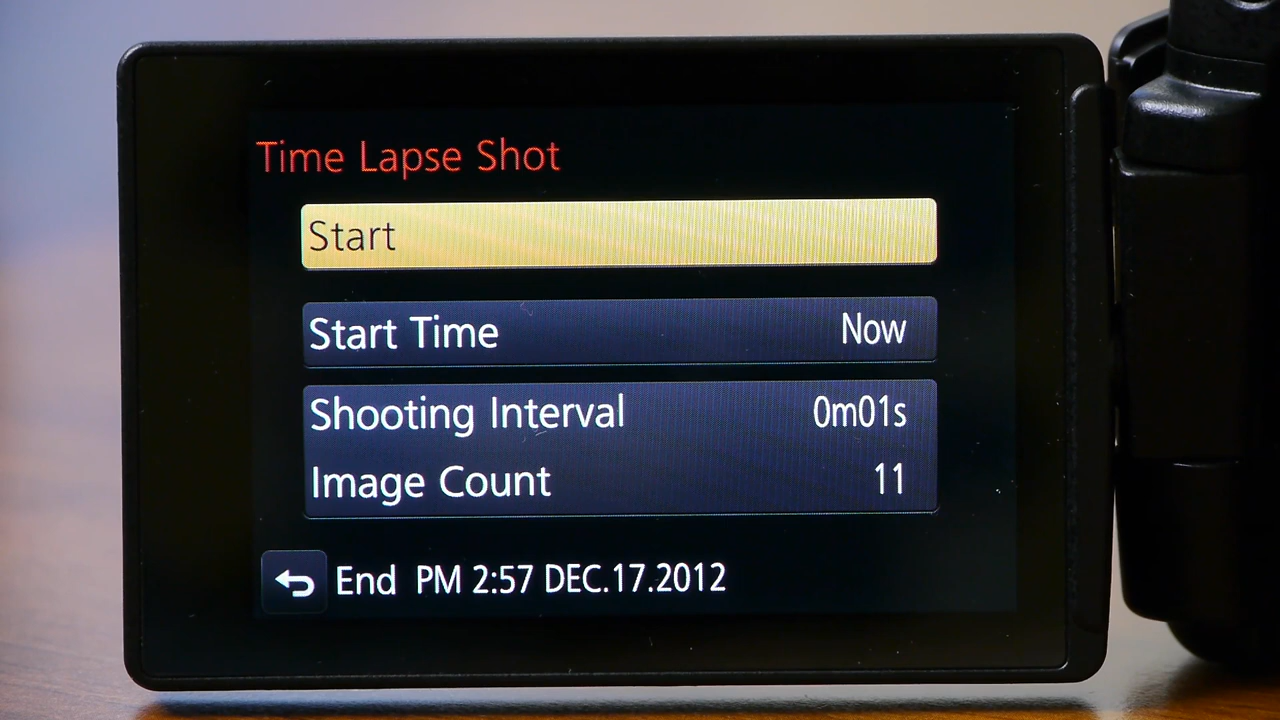 Time Lapse Shot
Start
Start Time Now
Shooting Interval 0m01s
Image Count 11
End PM 2:57 DEC.17.2012